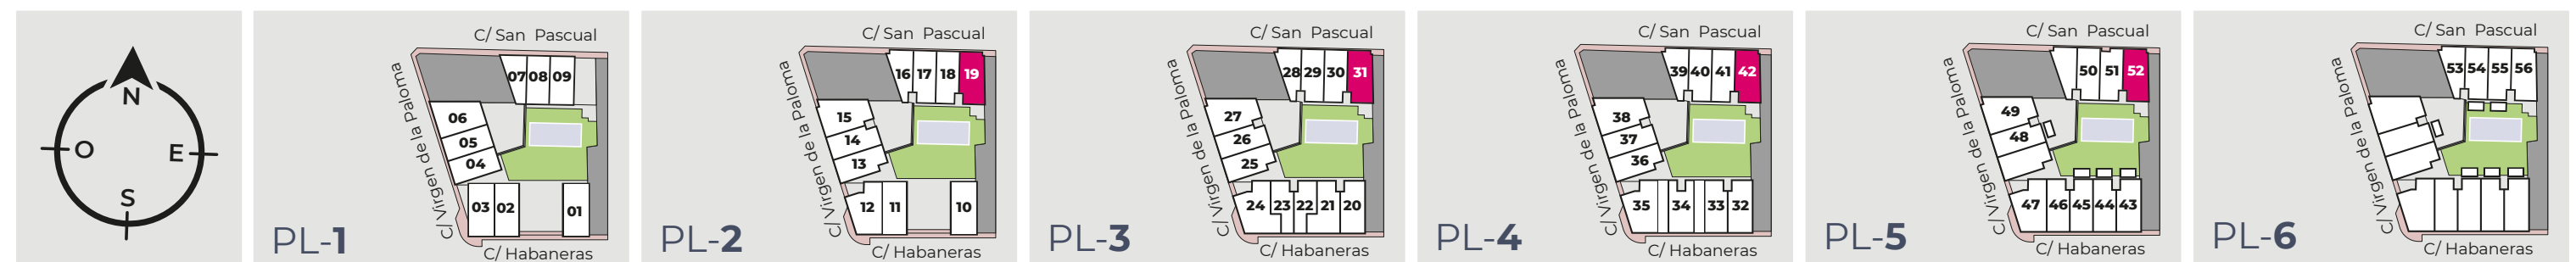 N
O
E
S
C/ San Pascual
C/ Virgen de la Paloma
07 08 09
06
05
04
03 02
01
PL-1
C/ Habaneras
C/ San Pascual
C/ Virgen de la Paloma
16 17 18 19
15
14
13
12 11
10
PL-2
C/ Habaneras
C/ San Pascual
C/ Virgen de la Paloma
28 29 30 31
27
26
25
24 23 22 21 20
PL-3
C/ Habaneras
C/ San Pascual
C/ Virgen de la Paloma
39 40 41 42
38
37
36
35 34 33 32
PL-4
C/ Habaneras
C/ San Pascual
C/ Virgen de la Paloma
50 51 52
49
48
47 46 45 44 43
PL-5
C/ Habaneras
C/ San Pascual
C/ Virgen de la Paloma
53 54 55 56
PL-6
C/ Habaneras